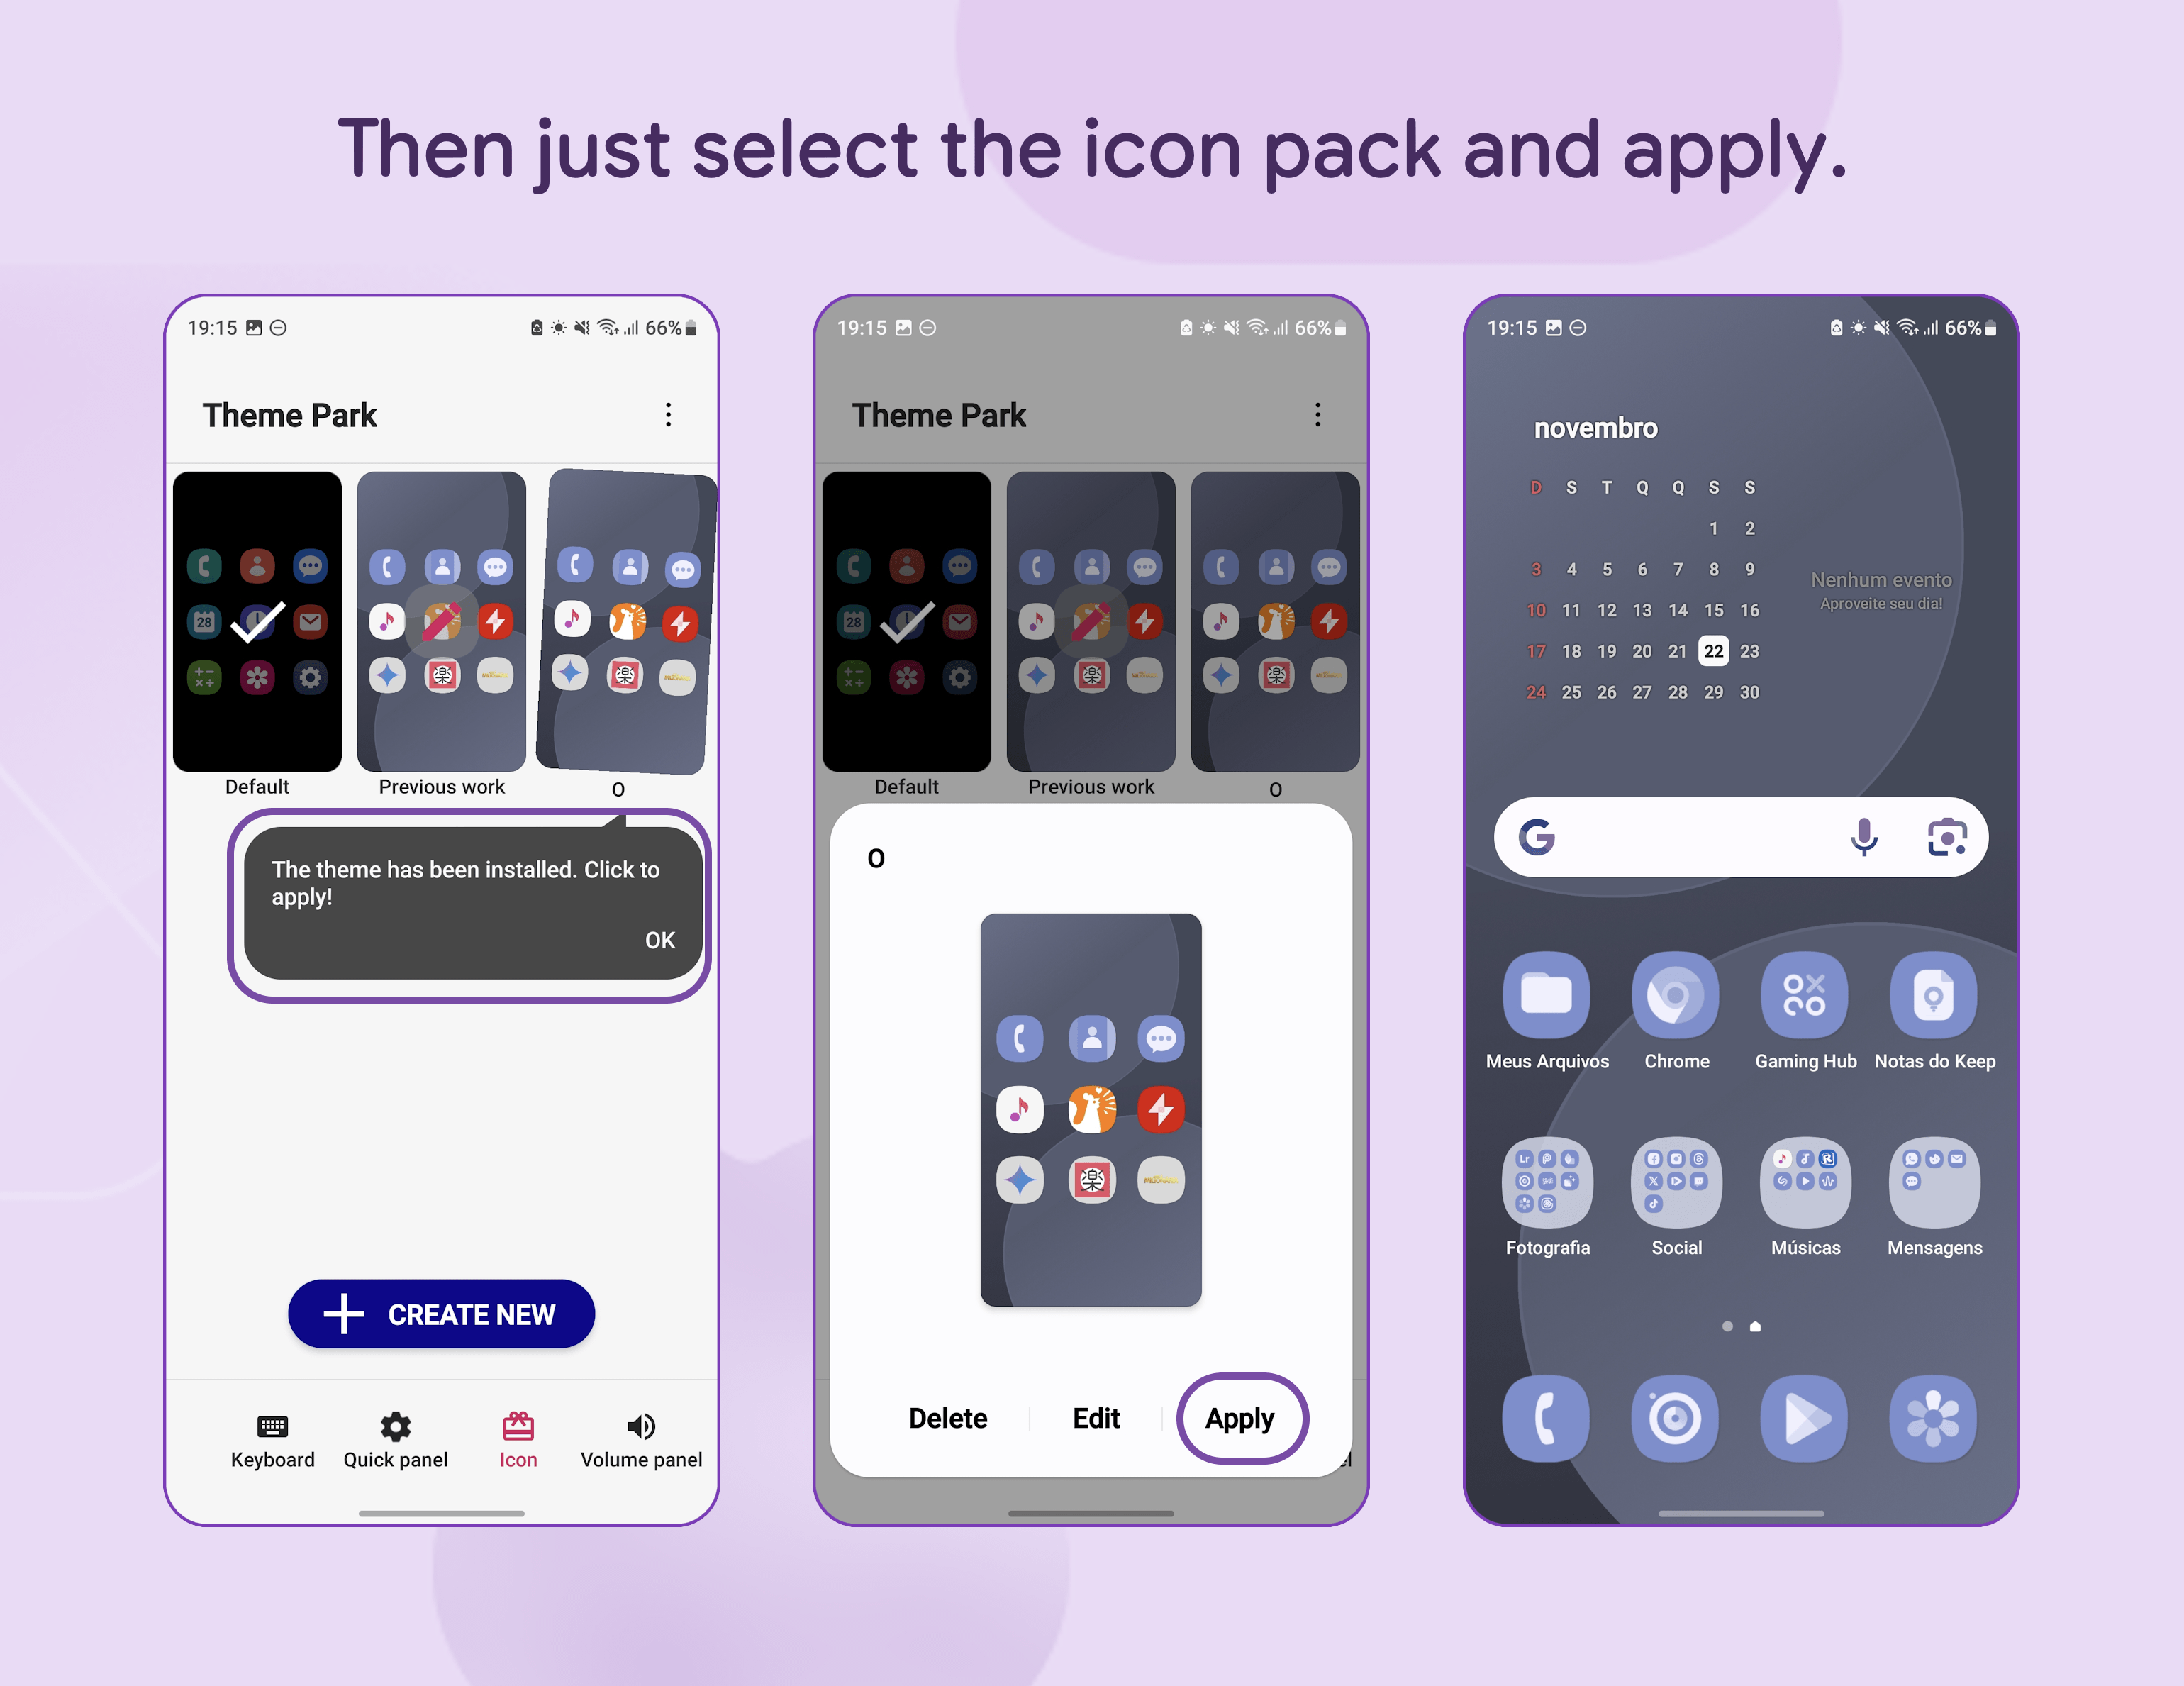 Then just select the icon pack and apply.
19:15 66%
Theme Park
28
Default Previous work O
The theme has been installed. Click to
apply!
OK
CREATE NEW
Keyboard Quick panel Icon Volume panel
19:15 66%
Theme Park
28
楽
Default Previous work O
O
楽
Delete Edit Apply
el
19:15 66%
novembro
D S T Q Q S S
1 2
3 4 5 6 7 8 9
10 11 12 13 14 15 16
17 18 19 20 21 22 23
24 25 26 27 28 29 30
Nenhum evento
Aproveite seu dia!
G
Meus Arquivos Chrome Gaming Hub Notas do Keep
Lr
Fotografia Social Músicas Mensagens